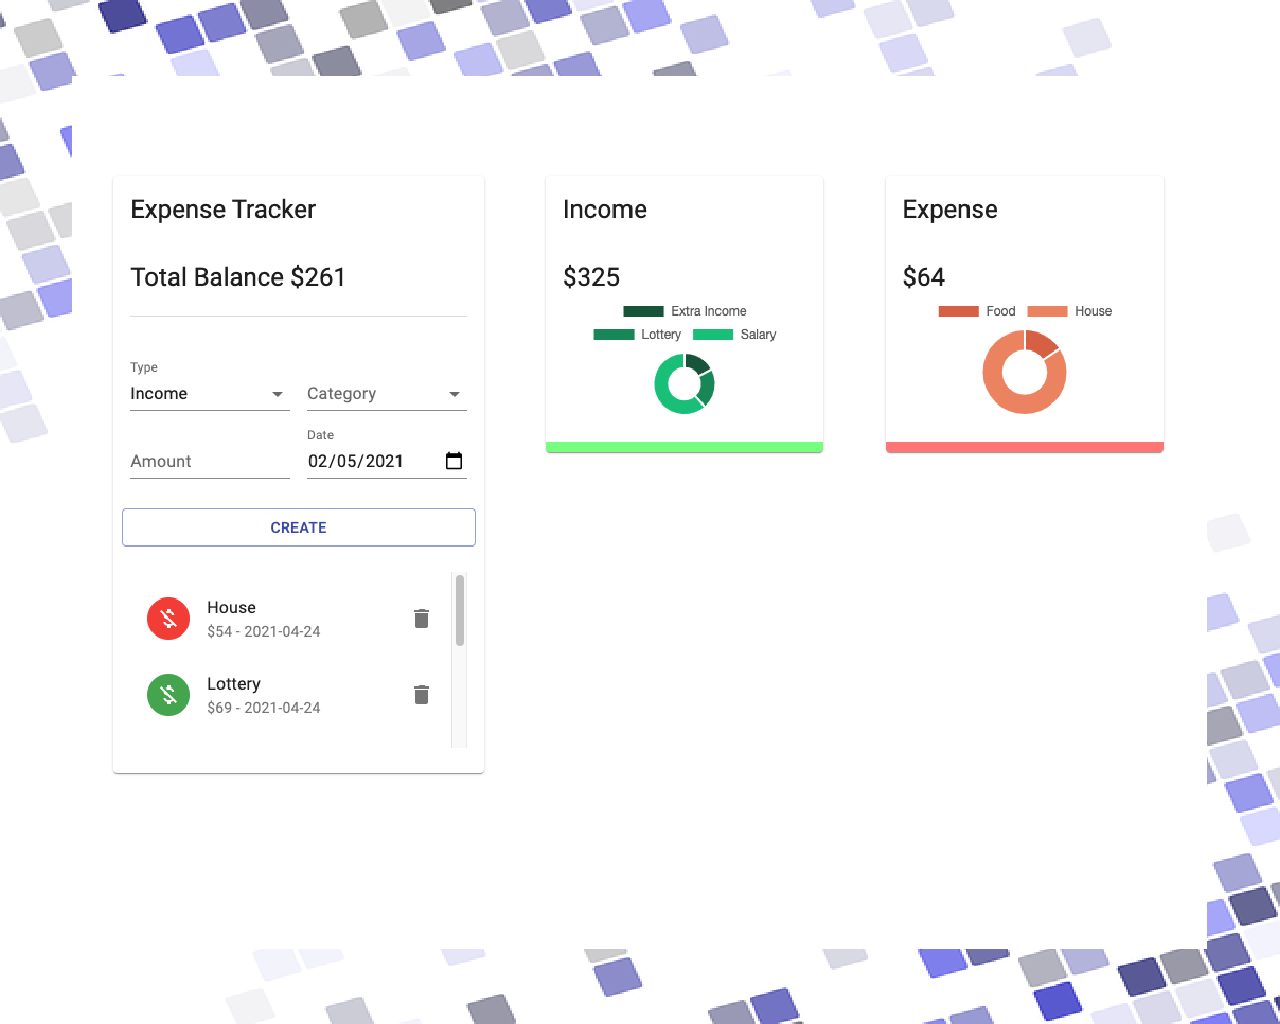 Expense Tracker
Total Balance $261
Type
Income
Category
Amount
Date
02/05/2021
CREATE
House
$54 - 2021-04-24
Lottery
$69 - 2021-04-24
Income
$325
Extra Income
Lottery Salary
Expense
$64
Food House